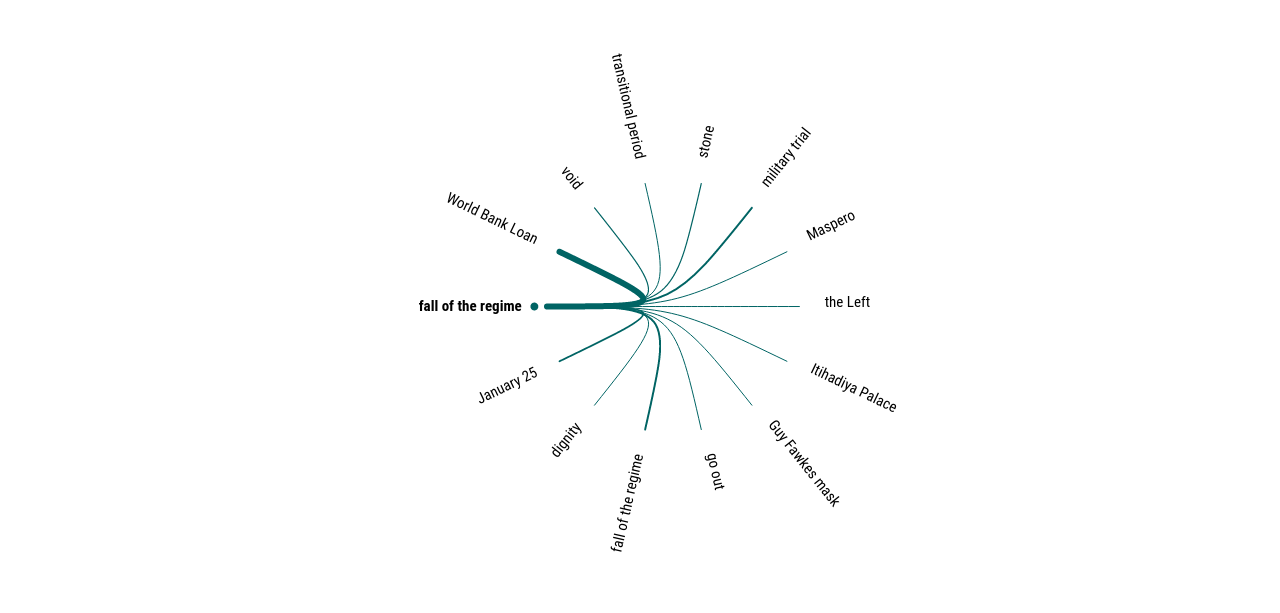 transitional period
stone
military trial
void
World Bank Loan
Maspero
fall of the regime
the Left
January 25
Itihadiya Palace
dignity
Guy Fawkes mask
fall of the regime
go out